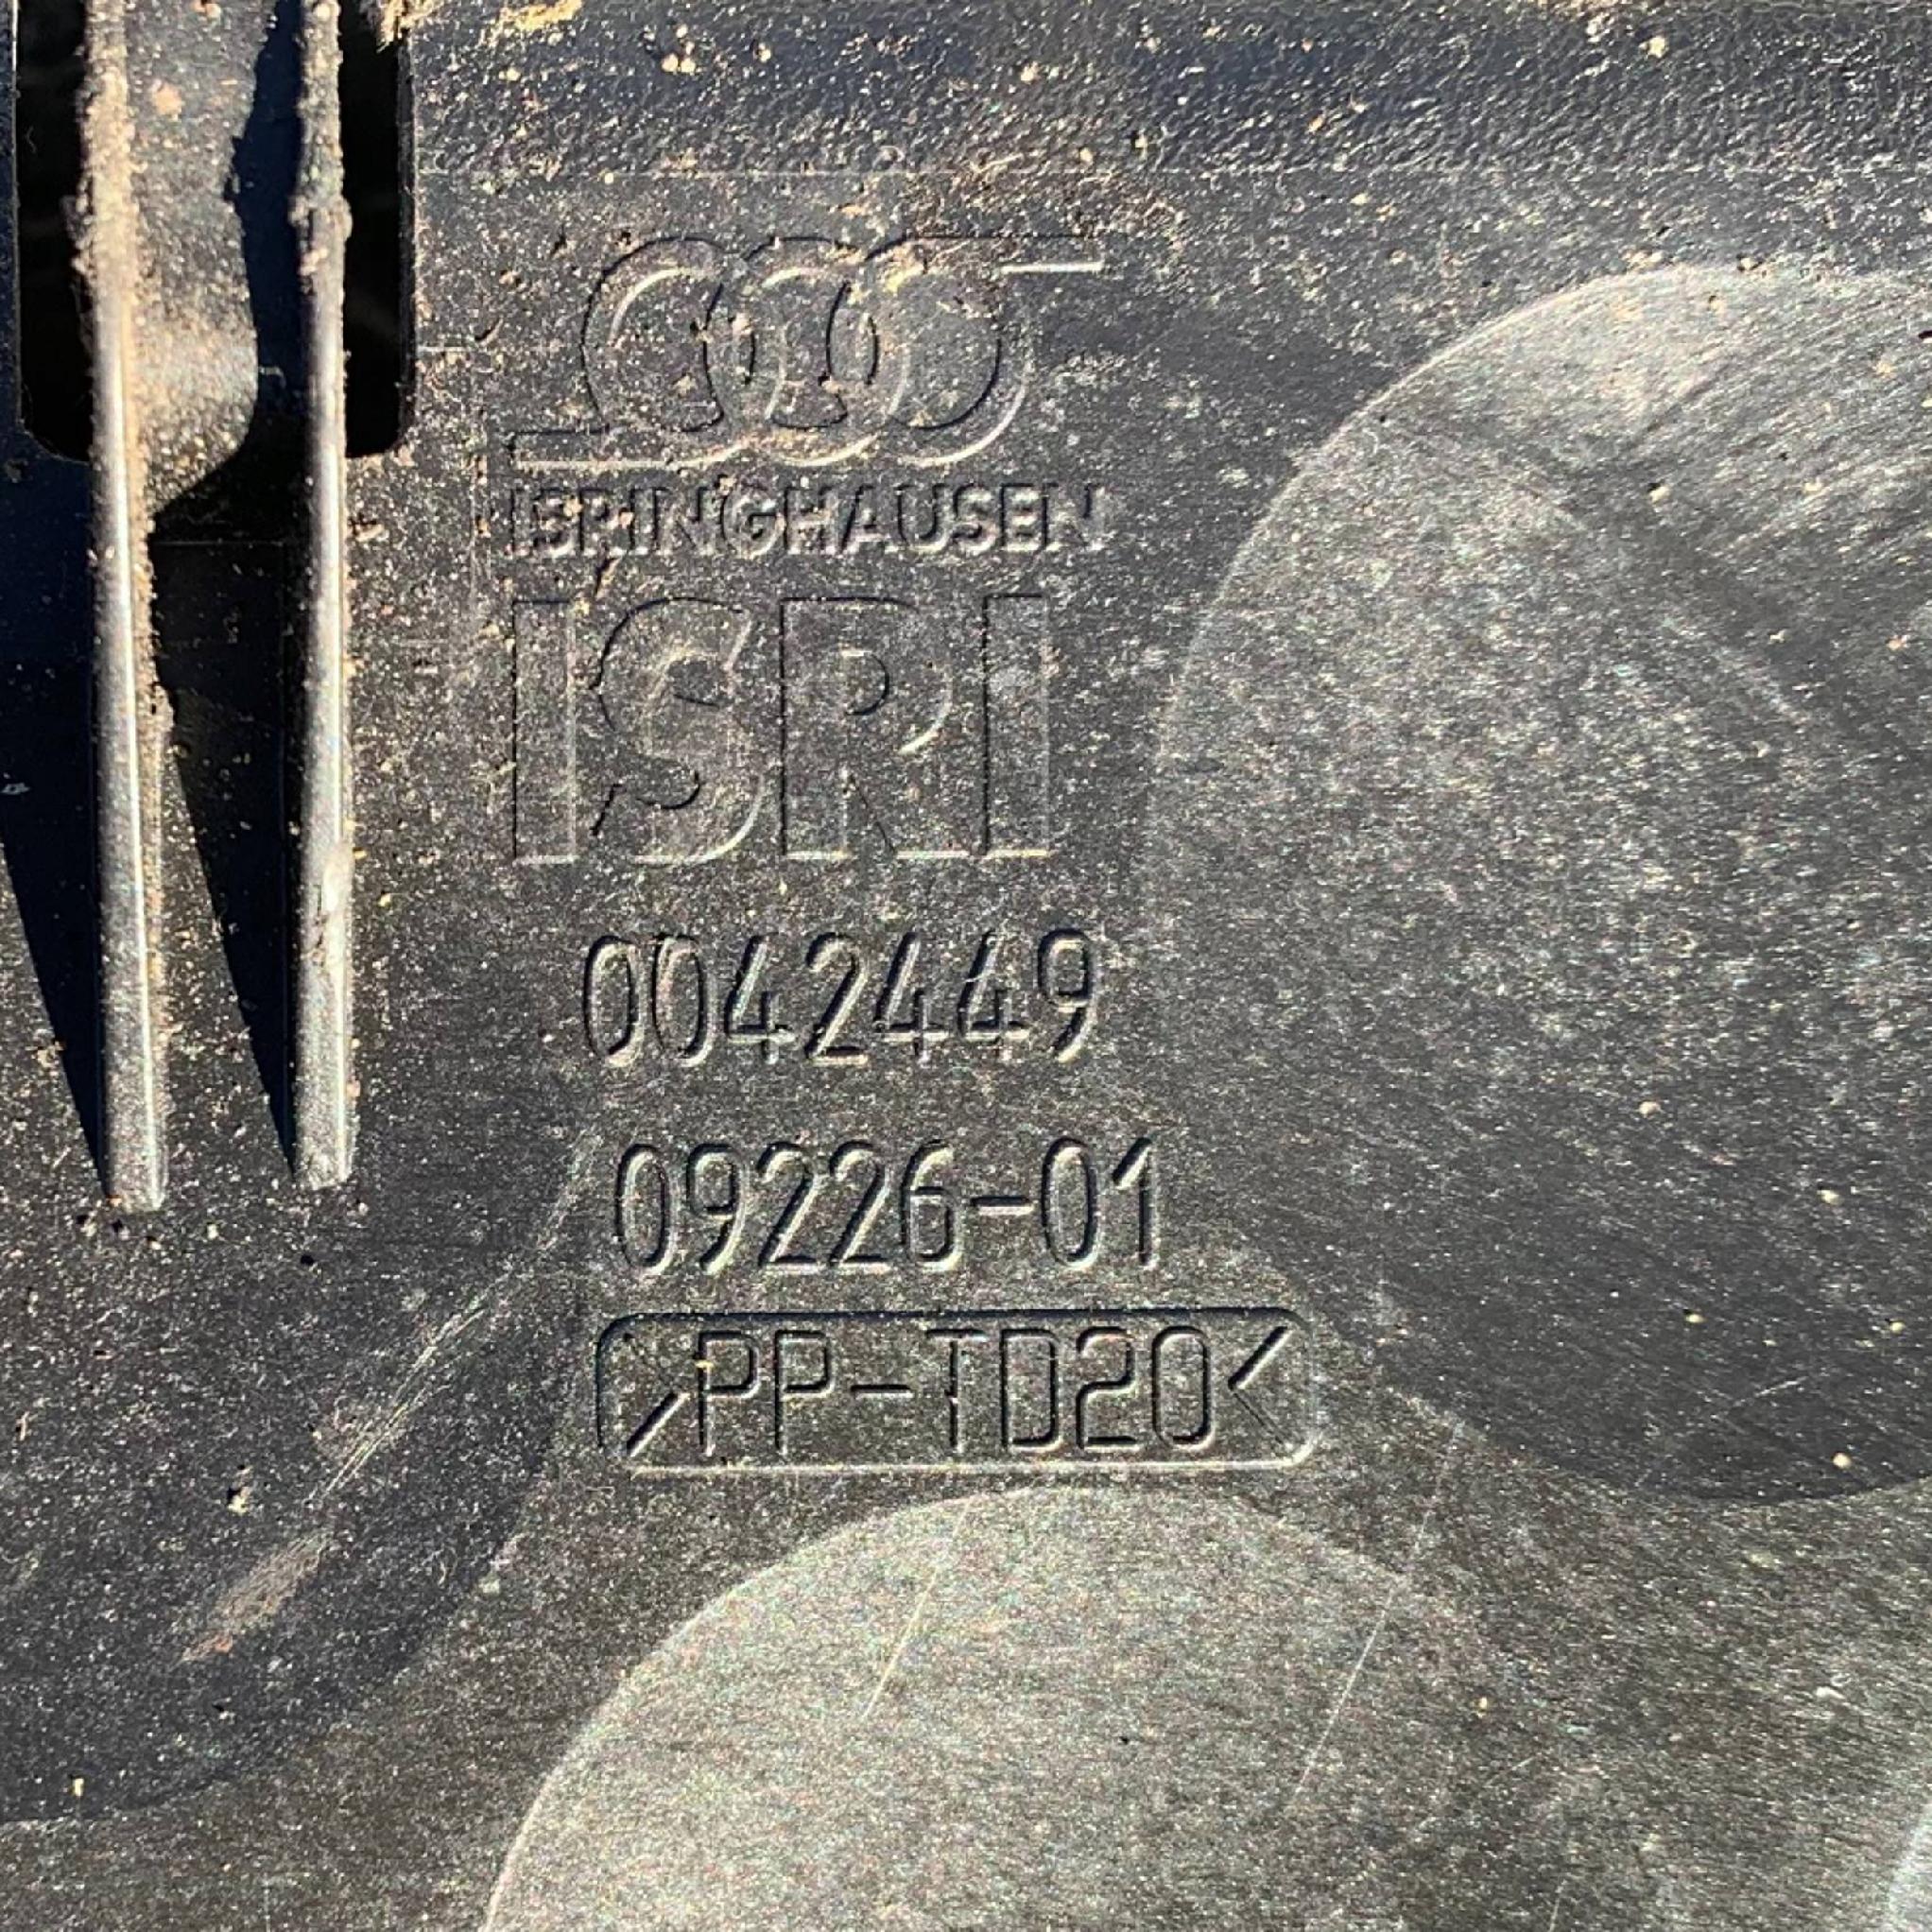 ISRINGHAUSEN
ISRI
0042449
09226-01
>PP-TD20<